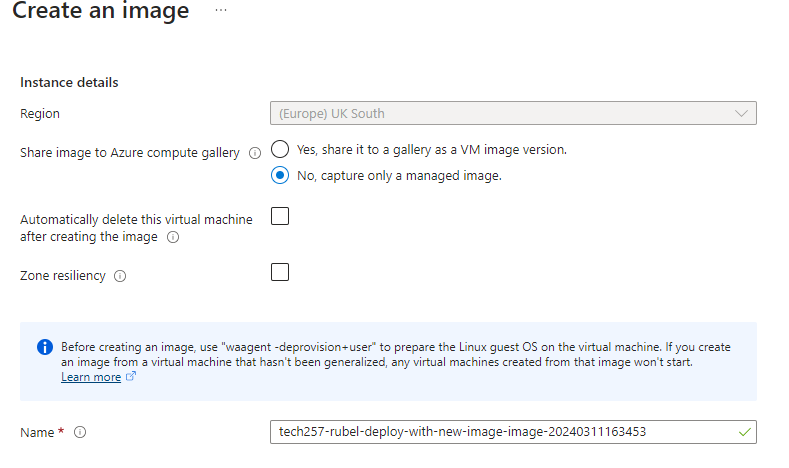 Create an image ...
Instance details
Region
(Europe) UK South
Share image to Azure compute gallery
Yes, share it to a gallery as a VM image version.
No, capture only a managed image.
Automatically delete this virtual machine
after creating the image
Zone resiliency
Before creating an image, use "waagent -deprovision+user" to prepare the Linux guest OS on the virtual machine. If you create
an image from a virtual machine that hasn't been generalized, any virtual machines created from that image won't start.
Learn more
Name *
tech257-rubel-deploy-with-new-image-image-20240311163453